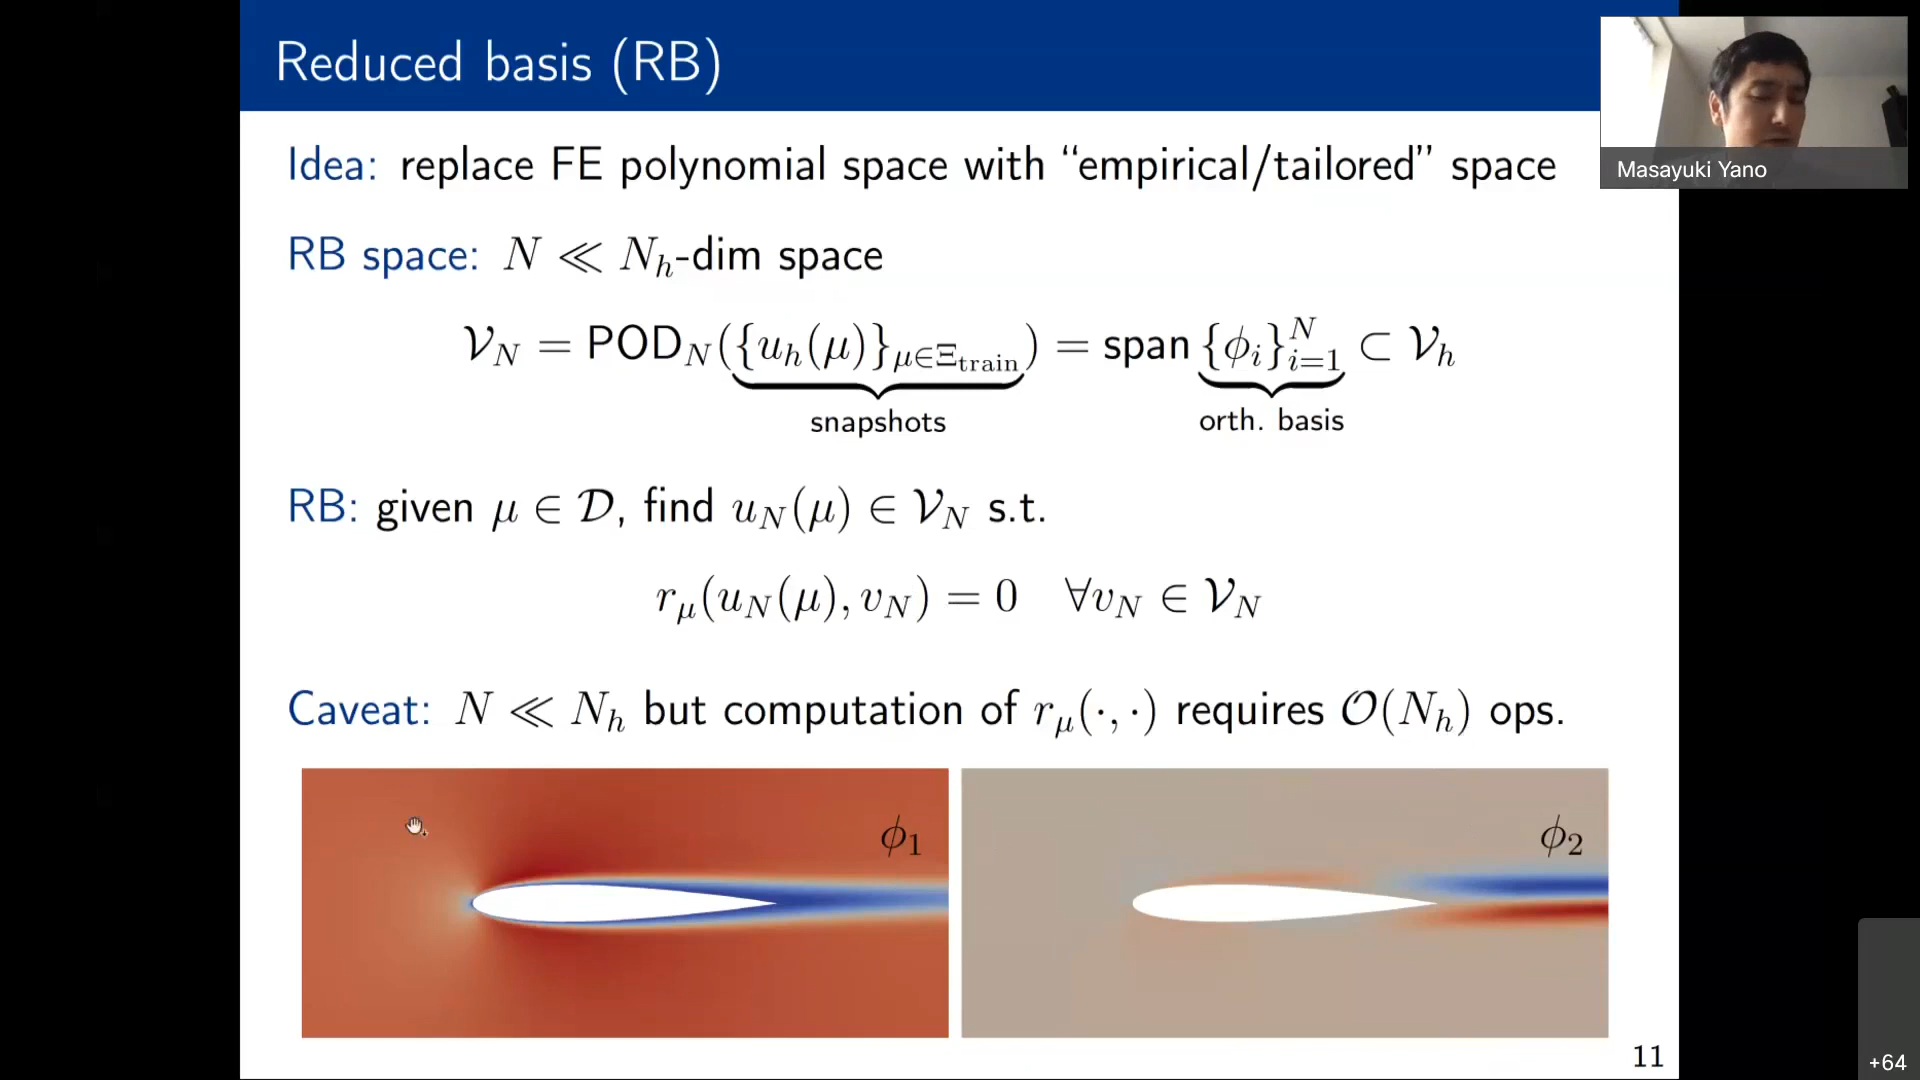 Reduced basis (RB)
Masayuki Yano
Idea: replace FE polynomial space with “empirical/tailored” space
RB space: N ≪ N_h-dim space
𝒱_N = POD_N({u_h(μ)}_{μ∈Ξ_train}) = span {ϕ_i}_{i=1}^N ⊂ 𝒱_h
snapshots orth. basis
RB: given μ ∈ 𝒟, find u_N(μ) ∈ 𝒱_N s.t.
r_μ(u_N(μ), v_N) = 0 ∀v_N ∈ 𝒱_N
Caveat: N ≪ N_h but computation of r_μ(·, ·) requires 𝒪(N_h) ops.
ϕ_1 ϕ_2
11
+64